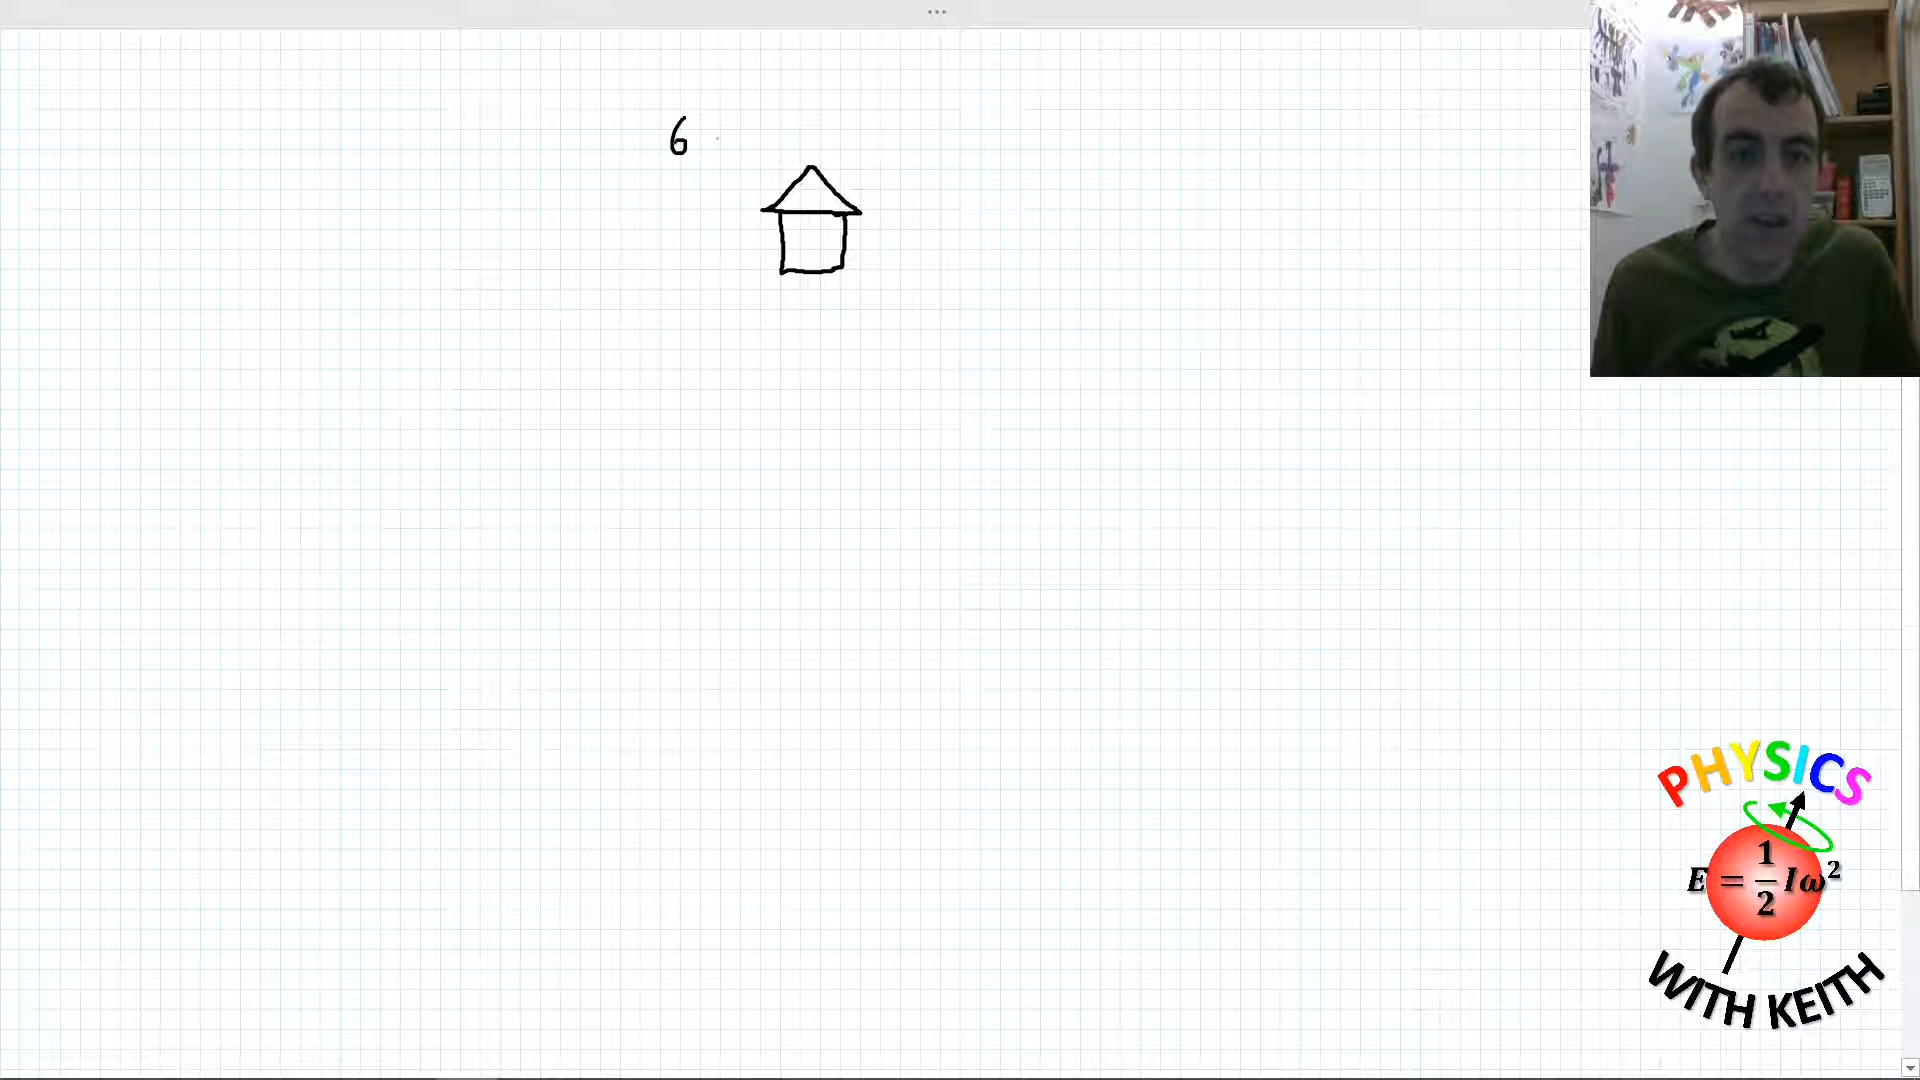 6
PHYSICS
E = 1/2 Iω²
WITH KEITH